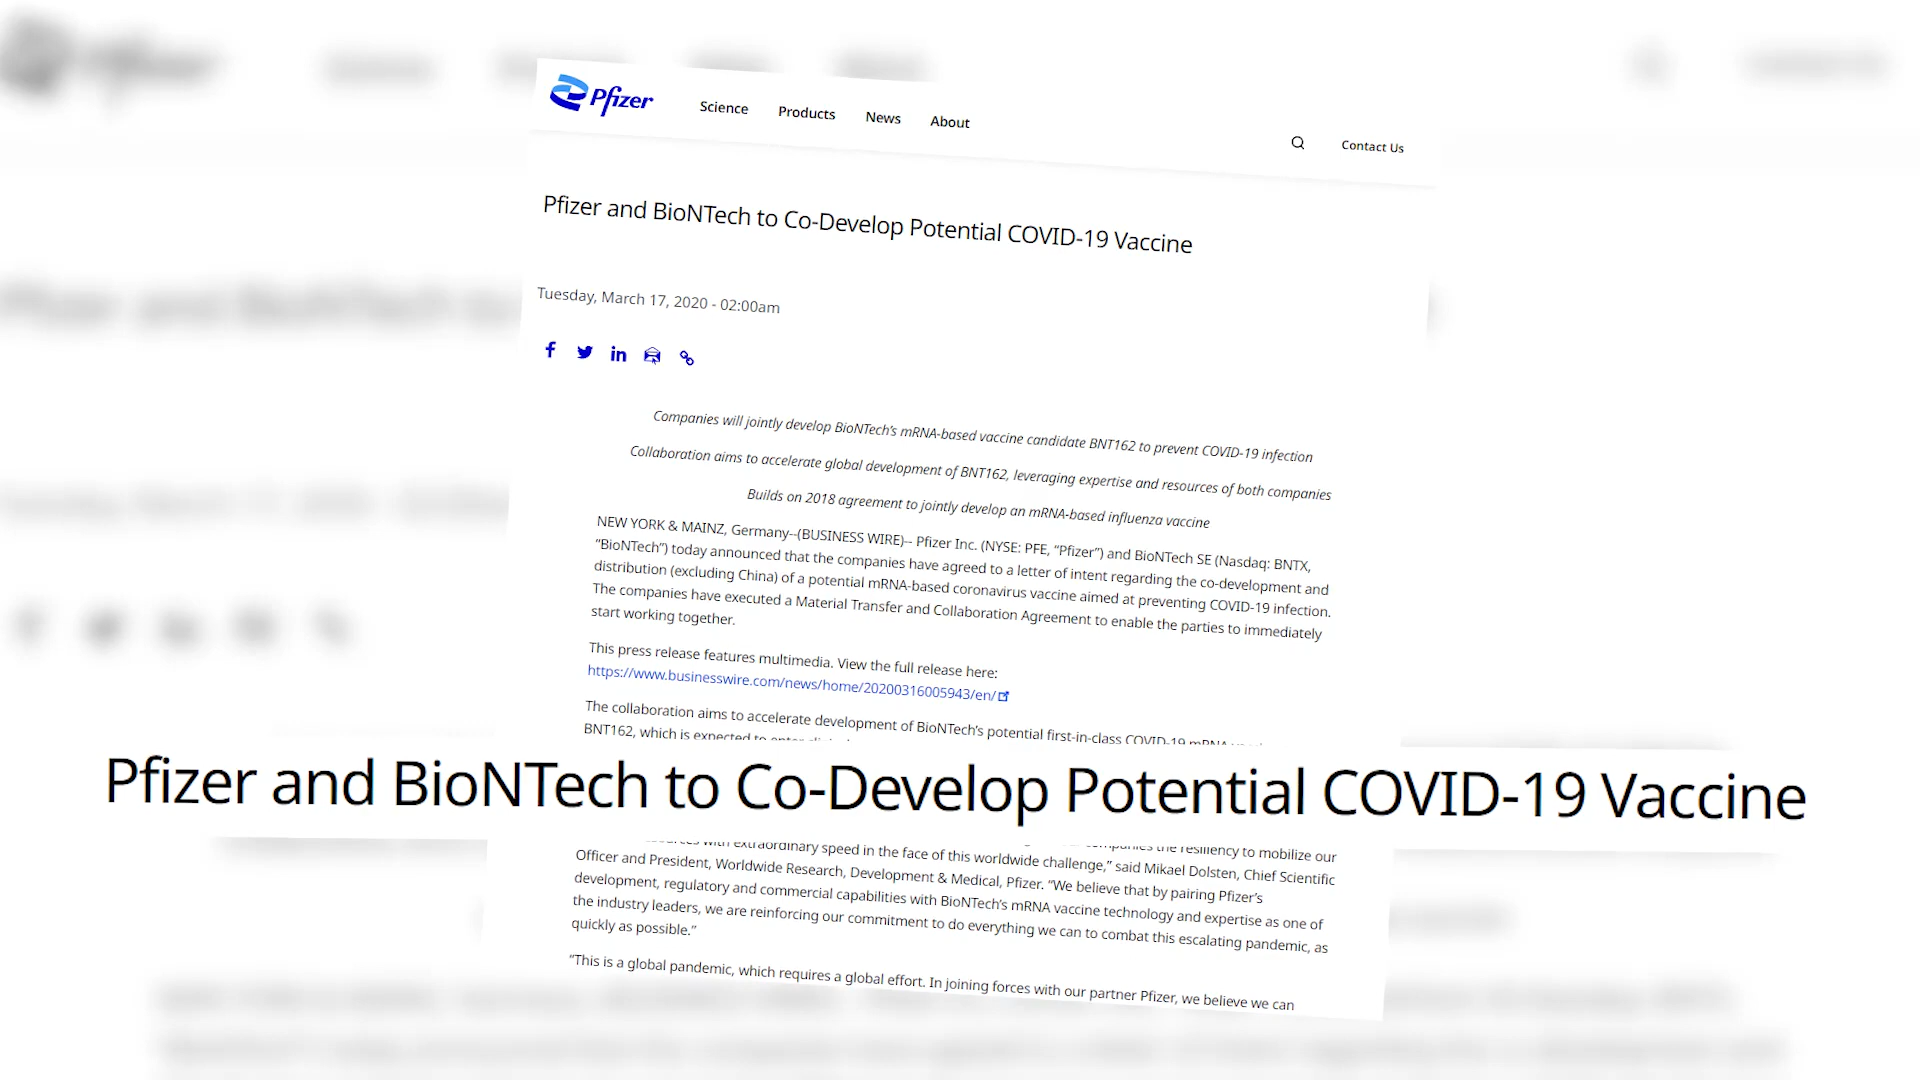 Pfizer
Science Products News About
Contact Us
Pfizer and BioNTech to Co-Develop Potential COVID-19 Vaccine
Tuesday, March 17, 2020 - 02:00am
Companies will jointly develop BioNTech’s mRNA-based vaccine candidate BNT162 to prevent COVID-19 infection
Collaboration aims to accelerate global development of BNT162, leveraging expertise and resources of both companies
Builds on 2018 agreement to jointly develop an mRNA-based influenza vaccine
NEW YORK & MAINZ, Germany--(BUSINESS WIRE)-- Pfizer Inc. (NYSE: PFE, “Pfizer”) and BioNTech SE (Nasdaq: BNTX,
“BioNTech”) today announced that the companies have agreed to a letter of intent regarding the co-development and
distribution (excluding China) of a potential mRNA-based coronavirus vaccine aimed at preventing COVID-19 infection.
The companies have executed a Material Transfer and Collaboration Agreement to enable the parties to immediately
start working together.
This press release features multimedia. View the full release here:
https://www.businesswire.com/news/home/20200316005943/en/
The collaboration aims to accelerate development of BioNTech’s potential first-in-class COVID-19 mRNA
BNT162, which is expected to enter
Pfizer and BioNTech to Co-Develop Potential COVID-19 Vaccine
with extraordinary speed in the face of this worldwide challenge,” said Mikael Dolsten, Chief Scientific
Officer and President, Worldwide Research, Development & Medical, Pfizer. “We believe that by pairing Pfizer’s
development, regulatory and commercial capabilities with BioNTech’s mRNA vaccine technology and expertise as one of
the industry leaders, we are reinforcing our commitment to do everything we can to combat this escalating pandemic, as
quickly as possible.”
“This is a global pandemic, which requires a global effort. In joining forces with our partner Pfizer, we believe we can